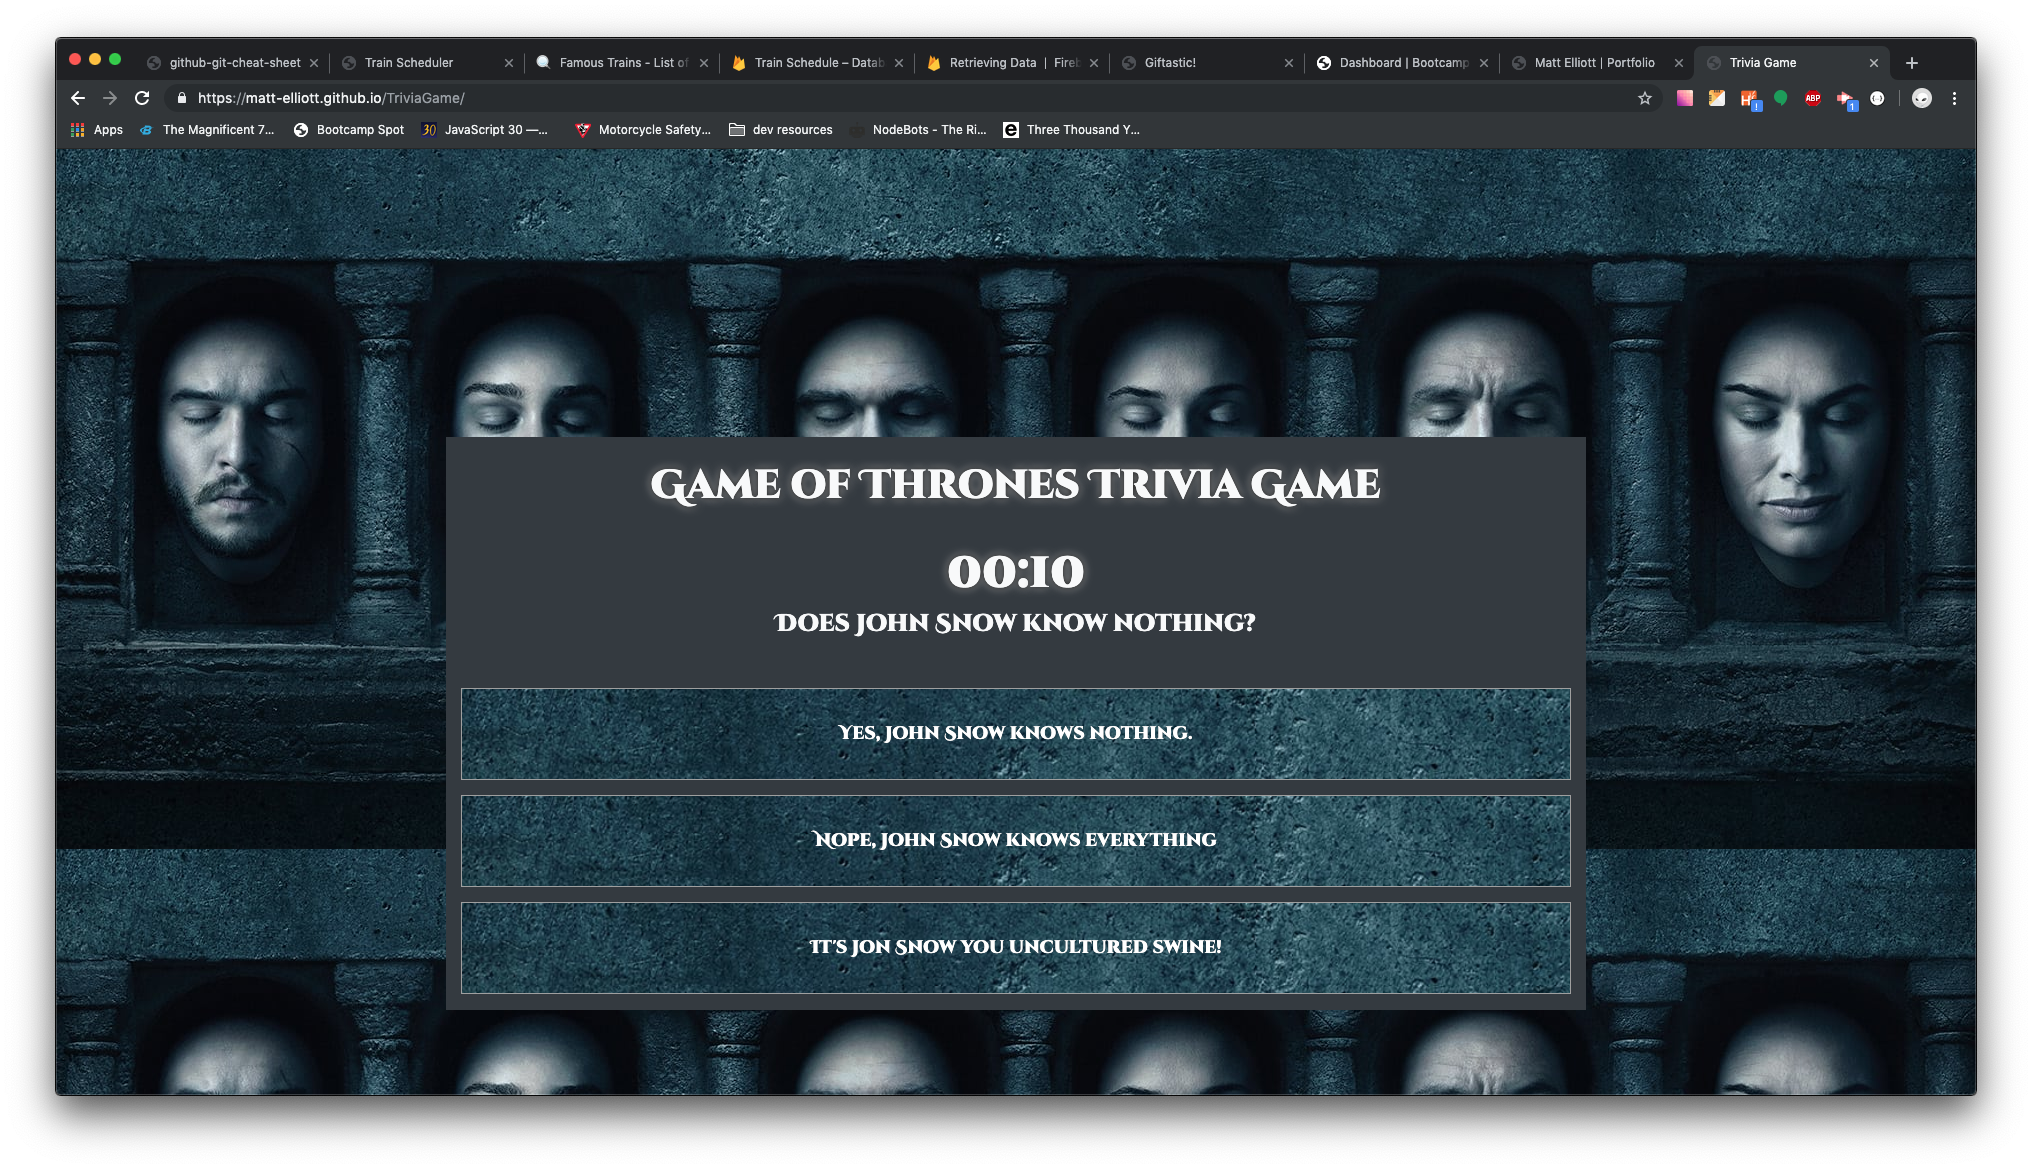 github-git-cheat-sheet Train Scheduler Famous Trains - List of Train Schedule – Datab Retrieving Data | Fireb Giftastic! Dashboard | Bootcamp Matt Elliott | Portfolio Trivia Game
https://matt-elliott.github.io/TriviaGame/ ABP 1
Apps The Magnificent 7... Bootcamp Spot 30 JavaScript 30 —... Motorcycle Safety... dev resources NodeBots - The Ri... Three Thousand Y...
Game of Thrones Trivia Game
00:10
Does John Snow know nothing?
Yes, John Snow knows nothing.
Nope, John Snow knows everything
It's Jon Snow you uncultured swine!